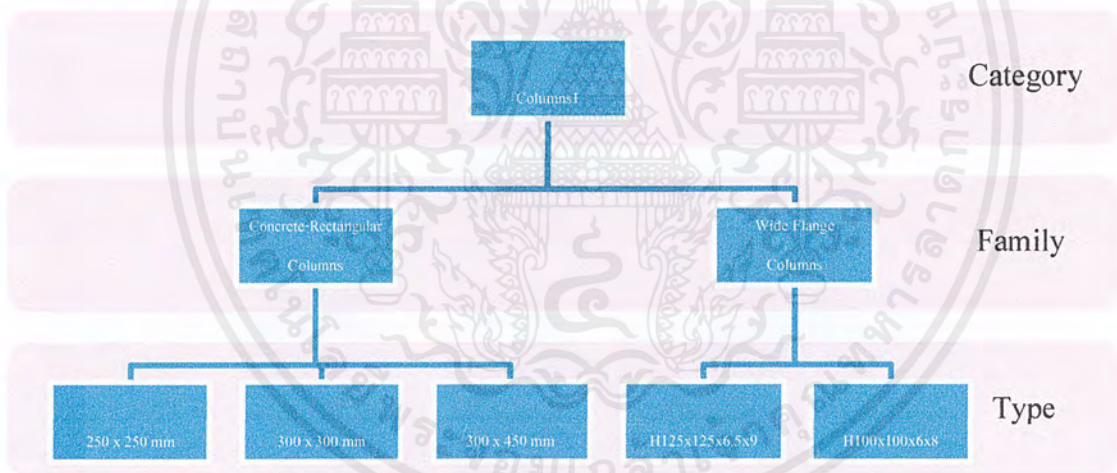 Columns1
Category
Concrete-Rectangular
Columns
Wide Flange
Columns
Family
250 x 250 mm
300 x 300 mm
300 x 450 mm
H125x125x6.5x9
H100x100x6x8
Type